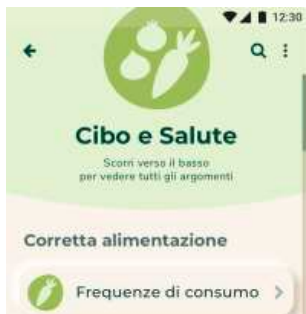 12:30
Cibo e Salute
Scorri verso il basso
per vedere tutti gli argomenti
Corretta alimentazione
Frequenze di consumo